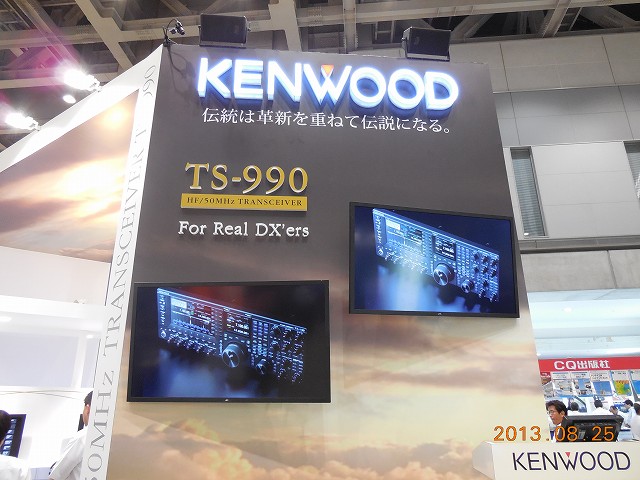 KENWOOD
伝統は革新を重ねて伝説になる。
TS-990
HF/50MHz TRANSCEIVER
For Real DX'ers
50MHz TRANSCEIVER T 990
CQ出版社
2013.08.25
KENWOOD